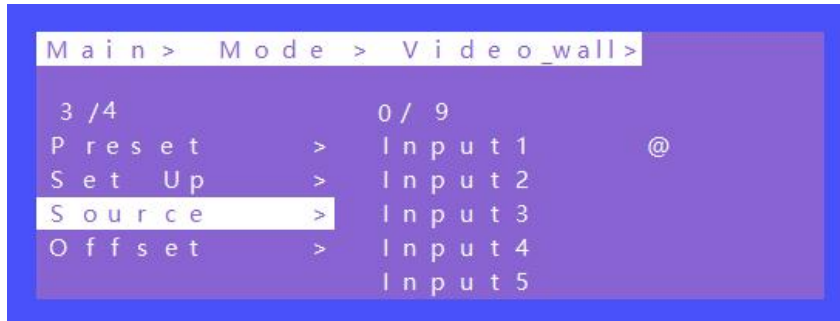 Main> Mode > Video_wall>
3 /4 0/ 9
Preset > Input1 @
Set Up > Input2
Source > Input3
Offset > Input4
Input5